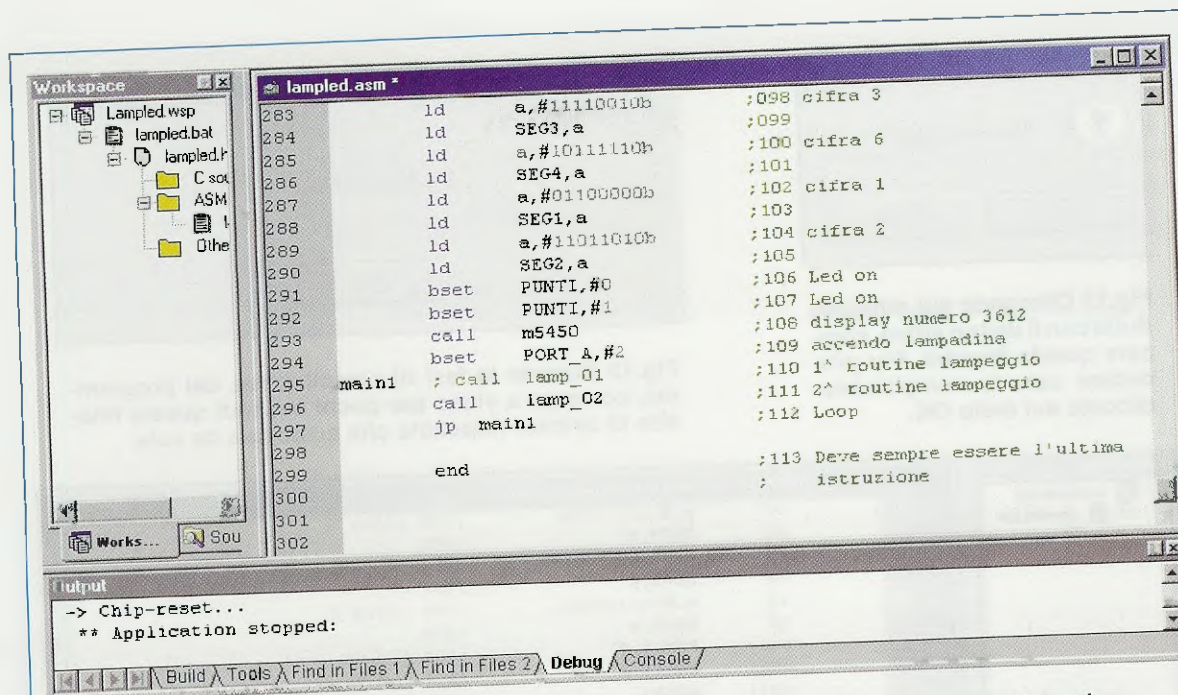 Workspace
Lampled.wsp
lampled.bat
lampled.h
C sou
ASM
Othe
Works...
Sou
lampled.asm *
283 ld a,#11110010b ;098 cifra 3
284 ld SEG3,a ;099
285 ld a,#10111110b ;100 cifra 6
286 ld SEG4,a ;101
287 ld a,#01100000b ;102 cifra 1
288 ld SEG1,a ;103
289 ld a,#11011010b ;104 cifra 2
290 ld SEG2,a ;105
291 bset PUNTI,#0 ;106 Led on
292 bset PUNTI,#1 ;107 Led on
293 call m5450 ;108 display numero 3612
294 bset PORT_A,#2 ;109 accendo lampadina
295 main1 ; call lamp_01 ;110 1^ routine lampeggio
296 call lamp_02 ;111 2^ routine lampeggio
297 jp main1 ;112 Loop
298
299 end ;113 Deve sempre essere l'ultima
300 ; istruzione
301
302
Output
-> Chip-reset...
** Application stopped:
Build Tools Find in Files 1 Find in Files 2 Debug Console